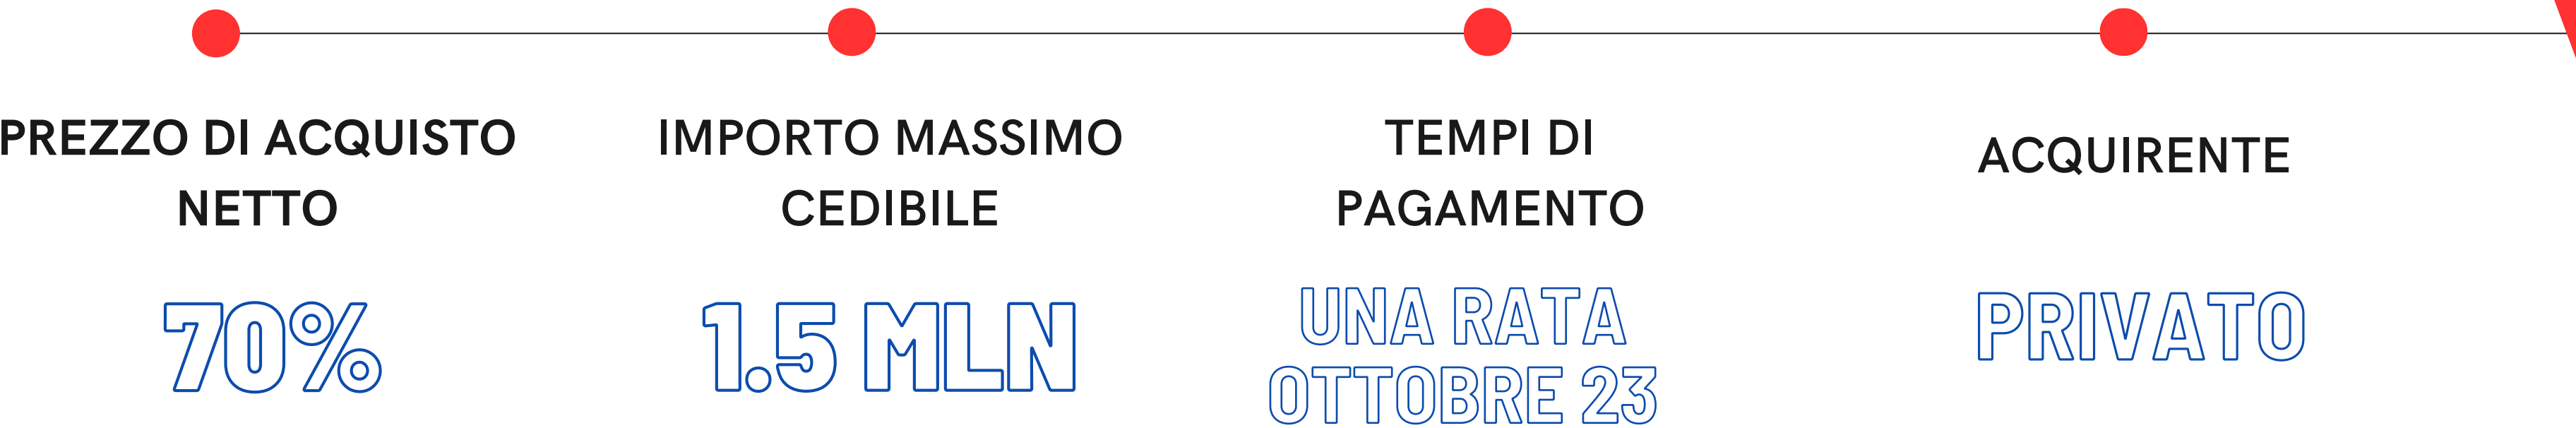 PREZZO DI ACQUISTO
NETTO
70%
IMPORTO MASSIMO
CEDIBILE
1.5 MLN
TEMPI DI
PAGAMENTO
UNA RATA
OTTOBRE 23
ACQUIRENTE
PRIVATO